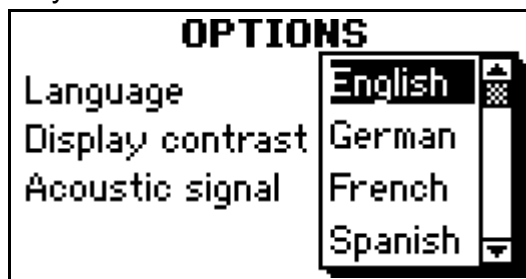 OPTIONS
Language
Display contrast
Acoustic signal
English
German
French
Spanish